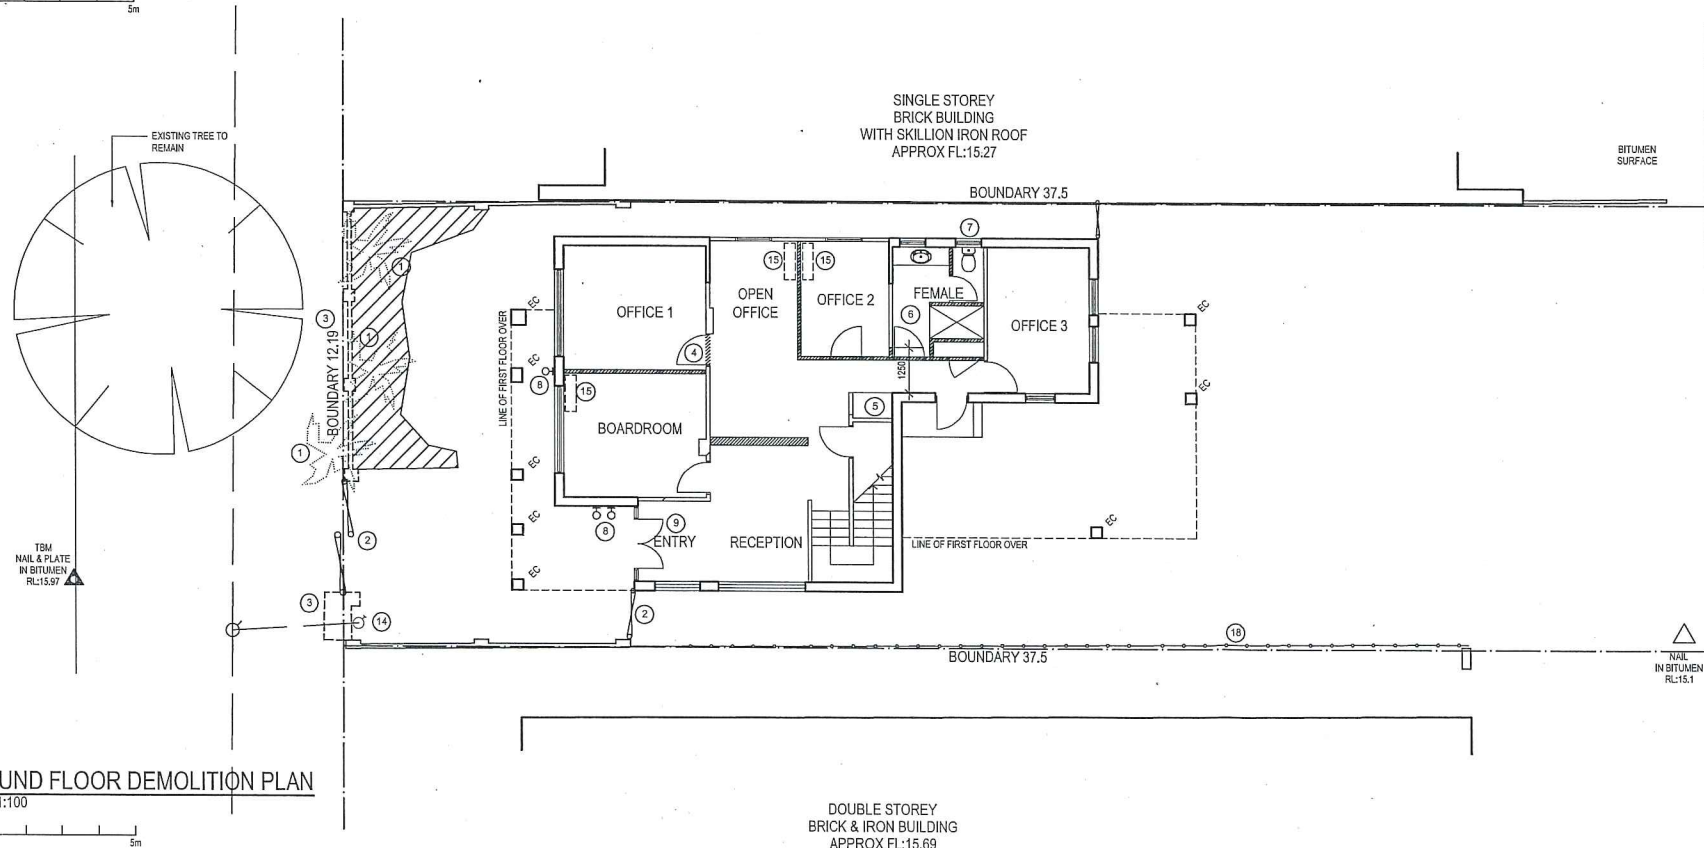 5m
SINGLE STOREY
BRICK BUILDING
WITH SKILLION IRON ROOF
APPROX FL:15.27
EXISTING TREE TO
REMAIN
BITUMEN
SURFACE
BOUNDARY 37.5
7
1
15
15
OPEN
OFFICE
OFFICE 2
FEMALE
6
OFFICE 1
OFFICE 3
EC
EC
LINE OF FIRST FLOOR OVER
3
BOUNDARY 12.19
1
4
EC
8
15
1250
EC
5
BOARDROOM
1
EC
EC
8
9
ENTRY
RECEPTION
EC
LINE OF FIRST FLOOR OVER
2
EC
TBM
NAIL & PLATE
IN BITUMEN
RL:15.97
3
14
2
18
BOUNDARY 37.5
NAIL
IN BITUMEN
RL:15.1
UND FLOOR DEMOLITION PLAN
1:100
5m
DOUBLE STOREY
BRICK & IRON BUILDING
APPROX FL:15.69